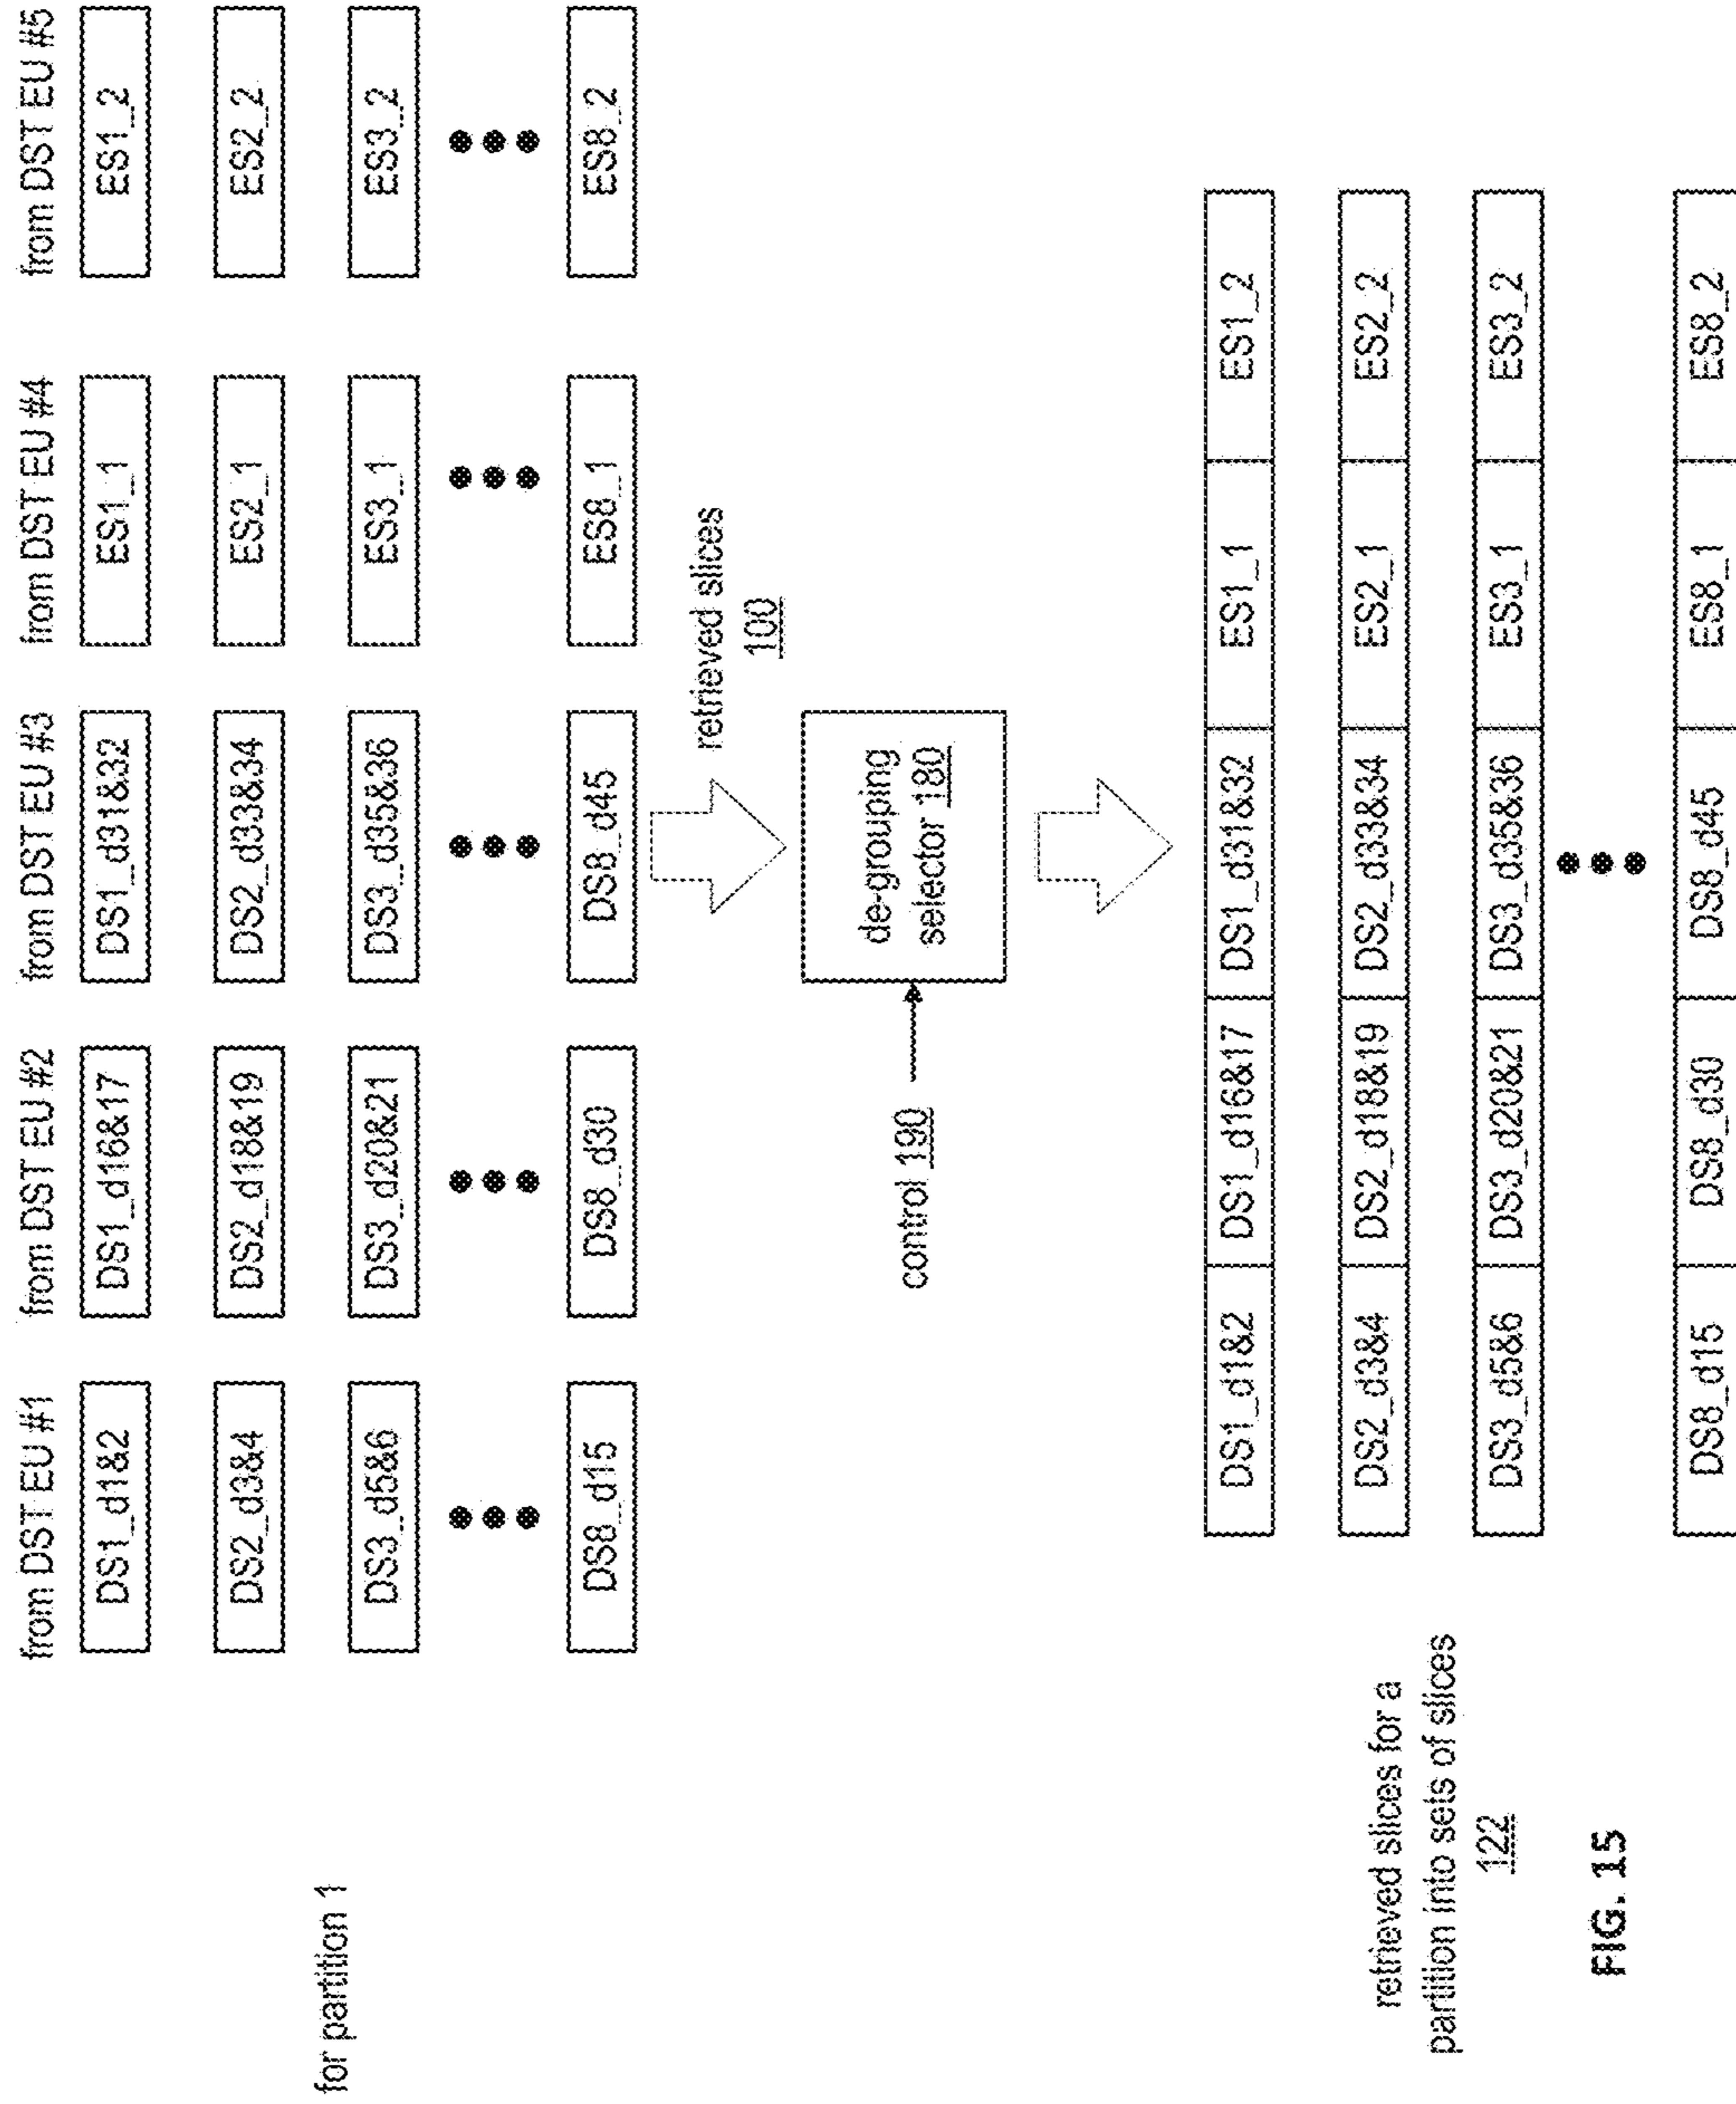 from DST EU #1 from DST EU #2 from DST EU #3 from DST EU #4 from DST EU #5
DS1_d1&2 DS1_d16&17 DS1_d31&32 ES1_1 ES1_2
DS2_d3&4 DS2_d18&19 DS2_d33&34 ES2_1 ES2_2
for partition 1
DS3_d5&6 DS3_d20&21 DS3_d35&36 ES3_1 ES3_2
DS8_d15 DS8_d30 DS8_d45 ES8_1 ES8_2
retrieved slices
100
de-grouping
selector 180
control 190
DS1_d1&2 DS1_d16&17 DS1_d31&32 ES1_1 ES1_2
DS2_d3&4 DS2_d18&19 DS2_d33&34 ES2_1 ES2_2
DS3_d5&6 DS3_d20&21 DS3_d35&36 ES3_1 ES3_2
DS8_d15 DS8_d30 DS8_d45 ES8_1 ES8_2
retrieved slices for a
partition into sets of slices
122
FIG. 15